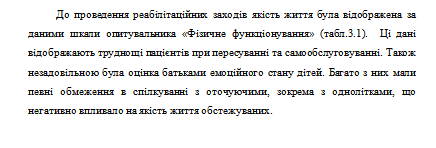 До проведення реабілітаційних заходів якість життя була відображена за
даними шкали опитувальника «Фізичне функціонування» (табл.3.1). Ці дані
відображають труднощі пацієнтів при пересуванні та самообслуговуванні. Також
незадовільною була оцінка батьками емоційного стану дітей. Багато з них мали
певні обмеження в спілкуванні з оточуючими, зокрема з однолітками, що
негативно впливало на якість життя обстежуваних.